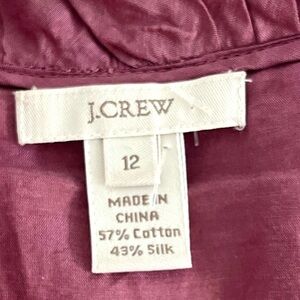 J.CREW
12
MADE IN
CHINA
57% Cotton
43% Silk